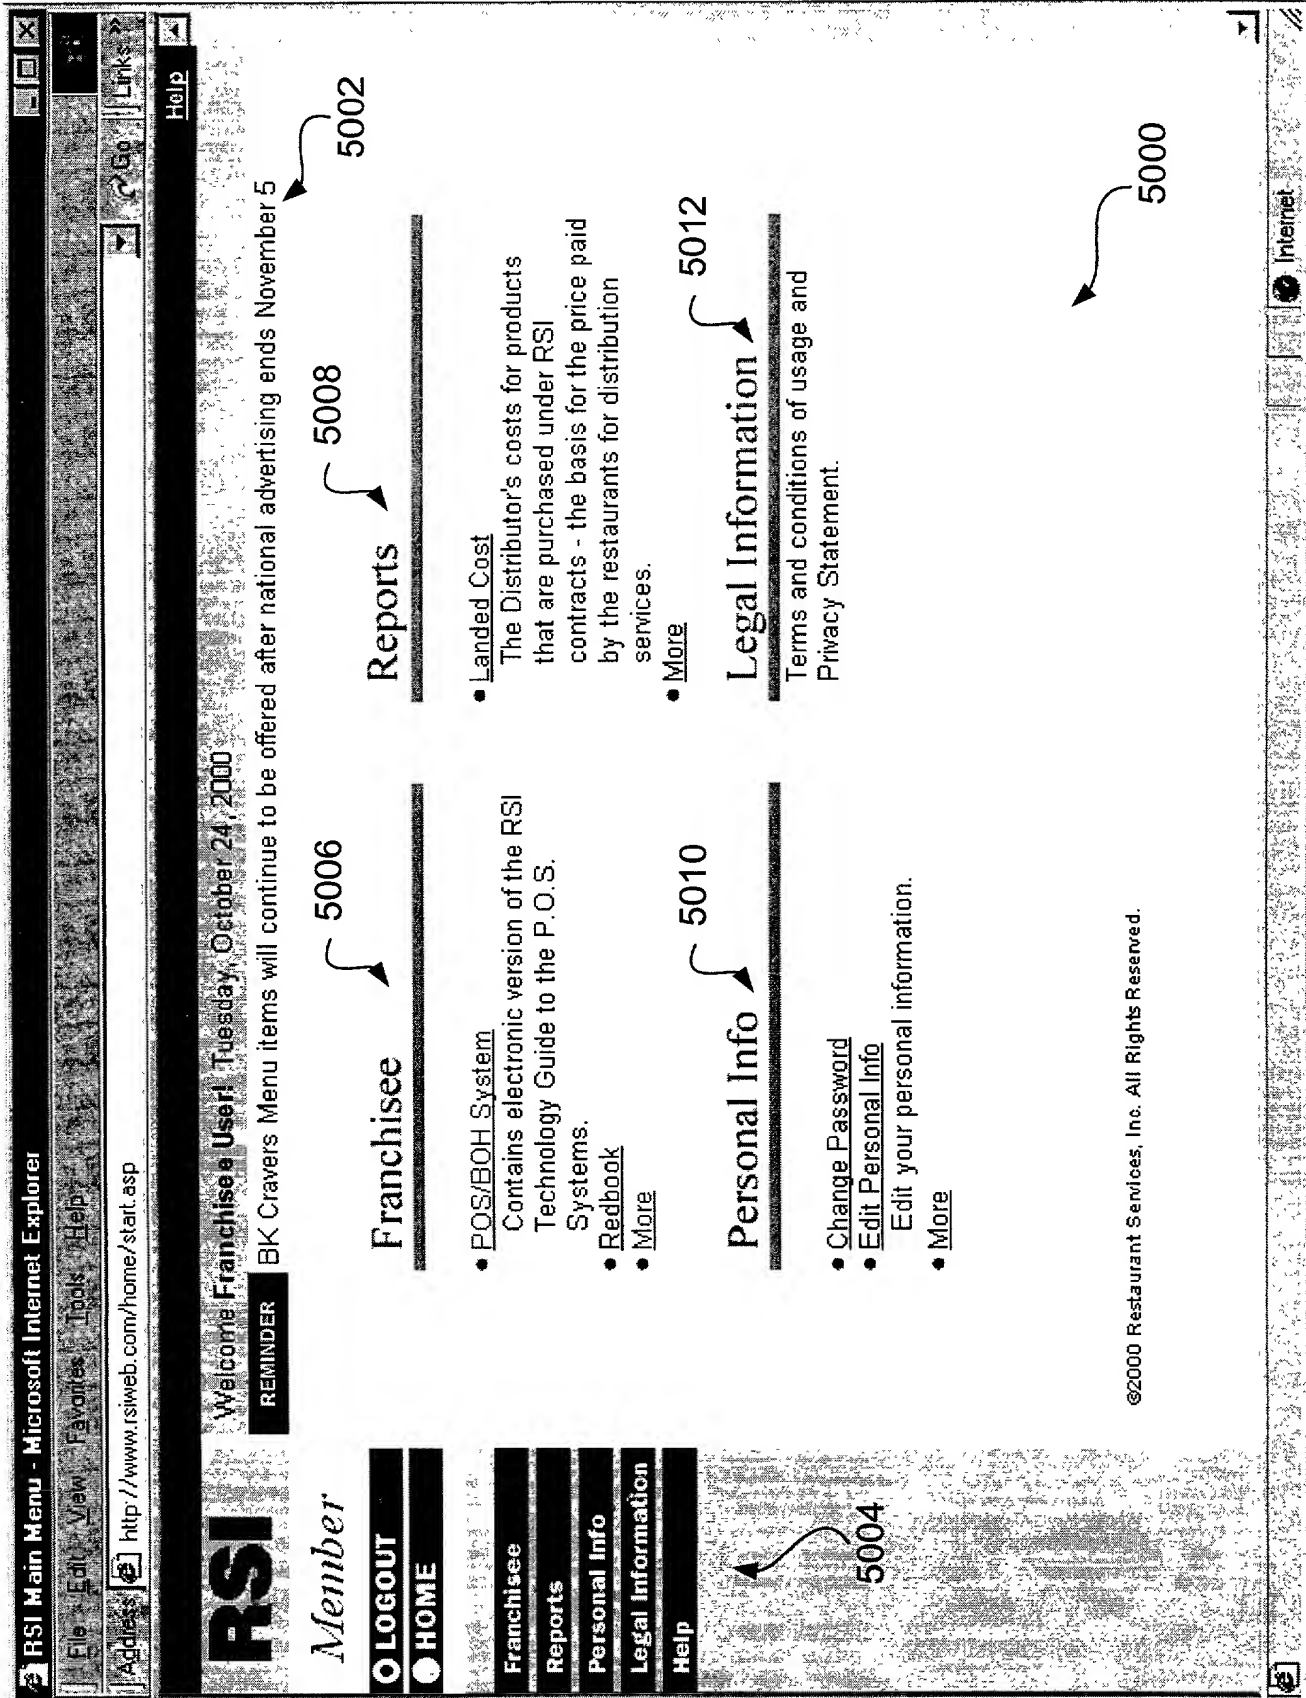 RSI Main Menu - Microsoft Internet Explorer
File Edit View Favorites Tools Help
Address http://www.rsiweb.com/home/start.asp Go Links »
Help
RSI
Welcome Franchisee User! Tuesday, October 24, 2000
REMINDER BK Cravers Menu items will continue to be offered after national advertising ends November 5
5002
Member
LOGOUT
HOME
Franchisee
Reports
Personal Info
Legal Information
Help
5004
5006
Franchisee
• POS/BOH System
Contains electronic version of the RSI
Technology Guide to the P.O.S.
Systems.
• Redbook
• More
5008
Reports
• Landed Cost
The Distributor's costs for products
that are purchased under RSI
contracts - the basis for the price paid
by the restaurants for distribution
services.
• More
5010
Personal Info
• Change Password
• Edit Personal Info
Edit your personal information.
• More
5012
Legal Information
Terms and conditions of usage and
Privacy Statement.
5000
©2000 Restaurant Services, Inc. All Rights Reserved.
Internet